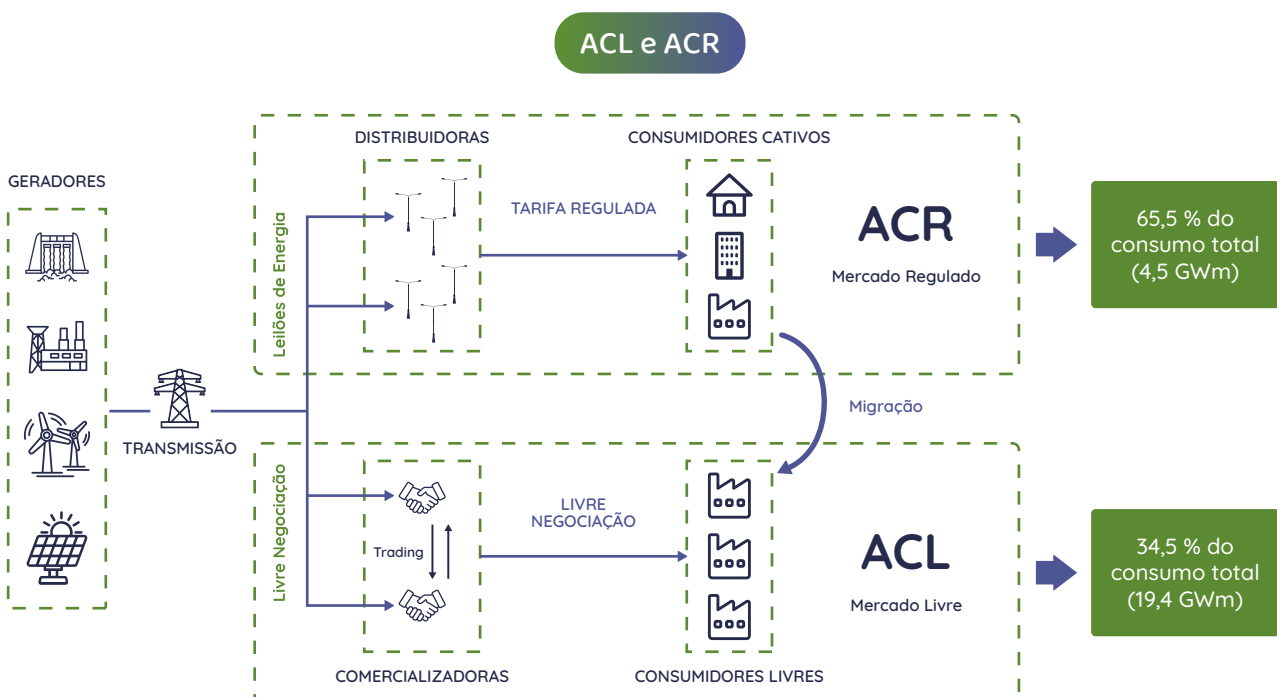 ACL e ACR
GERADORES
TRANSMISSÃO
Leilões de Energia
DISTRIBUIDORAS
TARIFA REGULADA
CONSUMIDORES CATIVOS
ACR
Mercado Regulado
65,5 % do
consumo total
(4,5 GWm)
Migração
Livre Negociação
Trading
COMERCIALIZADORAS
LIVRE
NEGOCIAÇÃO
CONSUMIDORES LIVRES
ACL
Mercado Livre
34,5 % do
consumo total
(19,4 GWm)